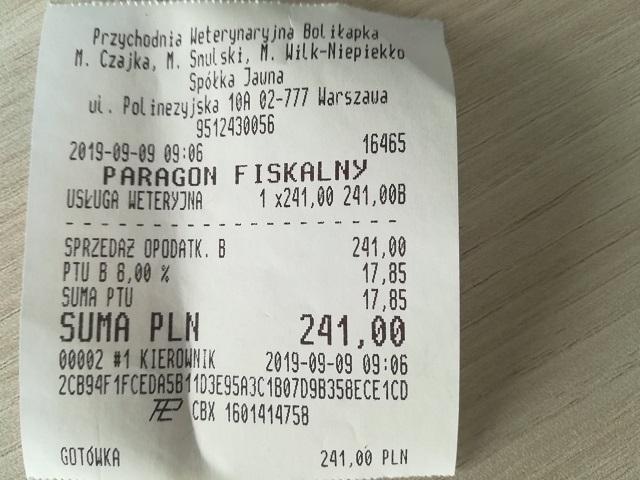 Przychodnia Weterynaryjna Boliłapka
M. Czajka, M. Snulski, M. Wilk-Niepiekło
Spółka Jawna
ul. Polinezyjska 10A 02-777 Warszawa
9512430056
2019-09-09 09:06 16465
PARAGON FISKALNY
USŁUGA WETERYJNA 1 x241,00 241,00B
SPRZEDAŻ OPODATK. B 241,00
PTU B 8,00 % 17,85
SUMA PTU 17,85
SUMA PLN 241,00
00002 #1 KIEROWNIK 2019-09-09 09:06
2CB94F1FCEDA5B11D3E95A3C1B07D9B358ECE1CD
CBX 1601414758
GOTÓWKA 241,00 PLN